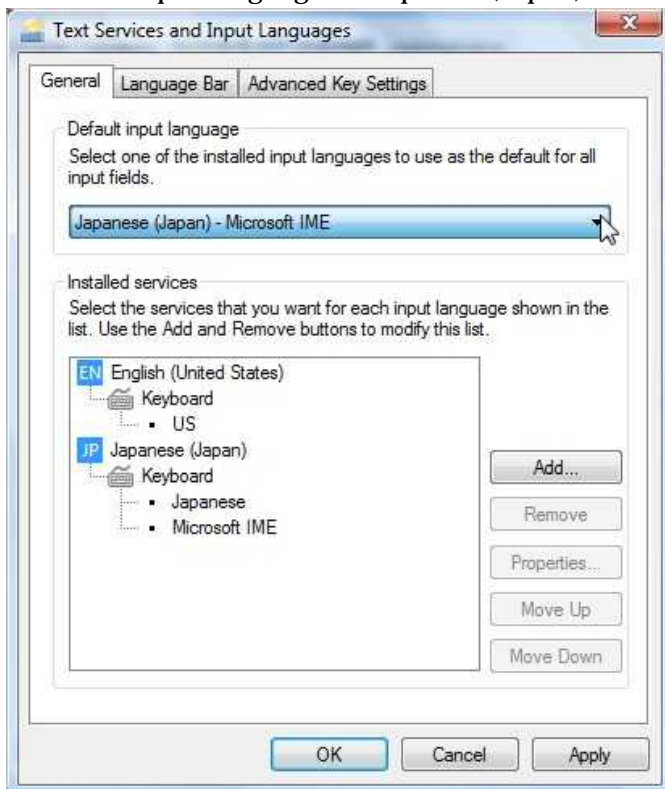 Text Services and Input Languages
General
Language Bar
Advanced Key Settings
Default input language
Select one of the installed input languages to use as the default for all
input fields.
Japanese (Japan) - Microsoft IME
Installed services
Select the services that you want for each input language shown in the
list. Use the Add and Remove buttons to modify this list.
EN English (United States)
Keyboard
• US
JP Japanese (Japan)
Keyboard
• Japanese
• Microsoft IME
Add...
Remove
Properties...
Move Up
Move Down
OK
Cancel
Apply